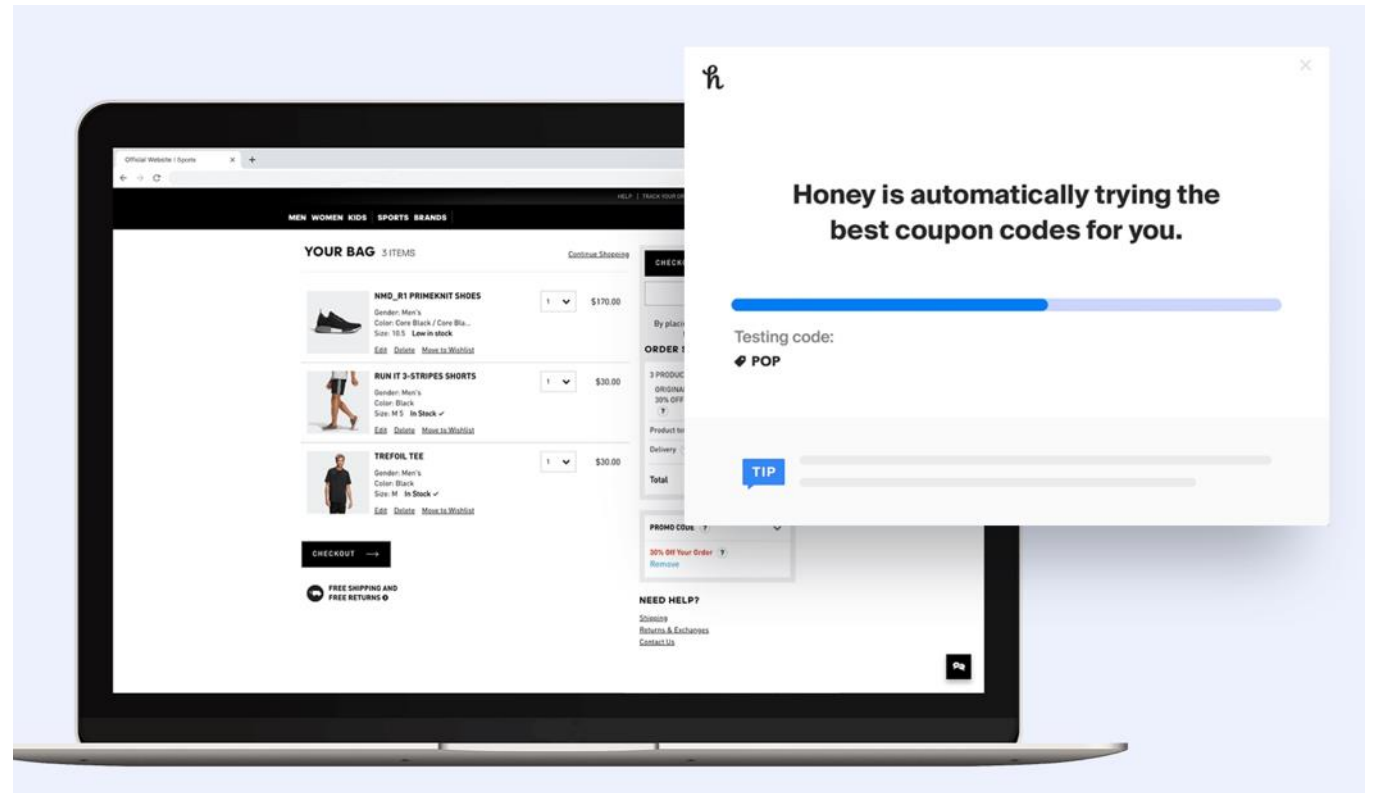 Official Website | Sports
HELP | TRACK YOUR
MEN WOMEN KIDS SPORTS BRANDS
YOUR BAG 3 ITEMS
Continue Shopping
NMD_R1 PRIMEKNIT SHOES
1
$170.00
Gender: Men's
Color: Core Black / Core Bla...
Size: 10.5 Low in stock
Edit Delete Move to Wishlist
RUN IT 3-STRIPES SHORTS
1
$30.00
Gender: Men's
Color: Black
Size: M 5 In Stock
Edit Delete Move to Wishlist
TREFOIL TEE
1
$30.00
Gender: Men's
Color: Black
Size: M In Stock
Edit Delete Move to Wishlist
CHECKOUT
FREE SHIPPING AND
FREE RETURNS
By
ORDER
3
30% OFF
?
Product
Delivery
Total
PROMO CODE ?
30% Off Your Order ?
Remove
NEED HELP?
Shipping
Returns & Exchanges
Contact Us
h
Honey is automatically trying the
best coupon codes for you.
Testing code:
POP
TIP